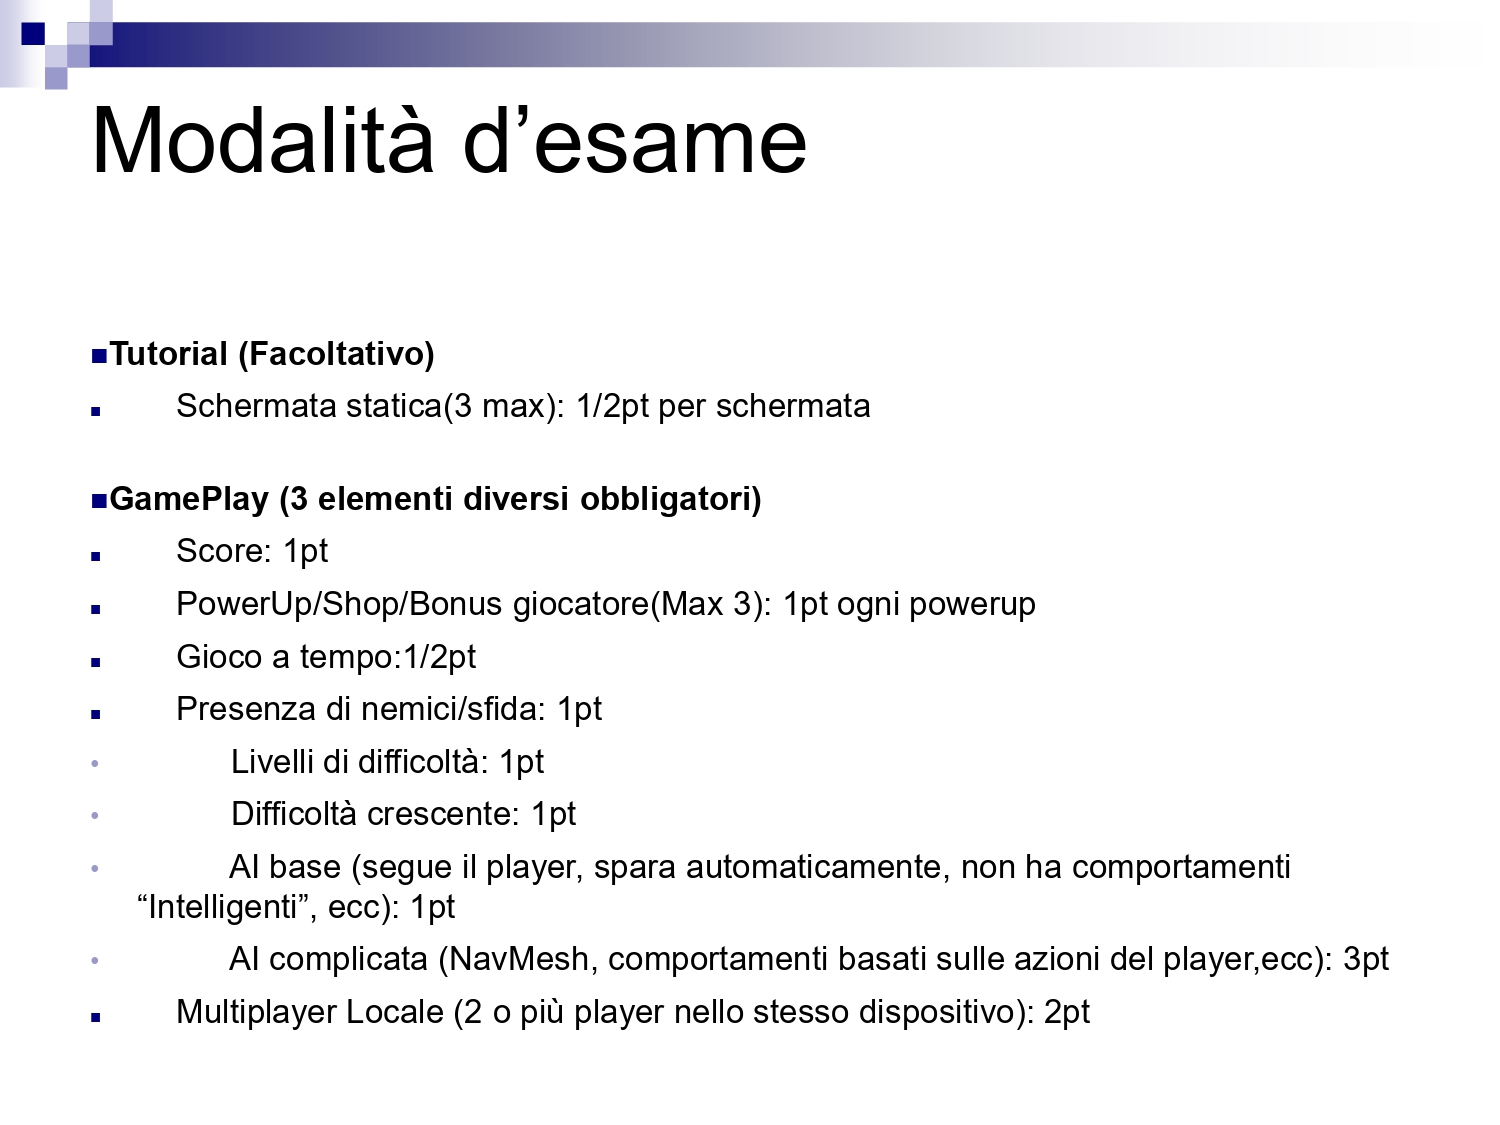 Modalità d’esame
Tutorial (Facoltativo)
Schermata statica(3 max): 1/2pt per schermata
GamePlay (3 elementi diversi obbligatori)
Score: 1pt
PowerUp/Shop/Bonus giocatore(Max 3): 1pt ogni powerup
Gioco a tempo:1/2pt
Presenza di nemici/sfida: 1pt
Livelli di difficoltà: 1pt
Difficoltà crescente: 1pt
AI base (segue il player, spara automaticamente, non ha comportamenti
“Intelligenti”, ecc): 1pt
AI complicata (NavMesh, comportamenti basati sulle azioni del player,ecc): 3pt
Multiplayer Locale (2 o più player nello stesso dispositivo): 2pt